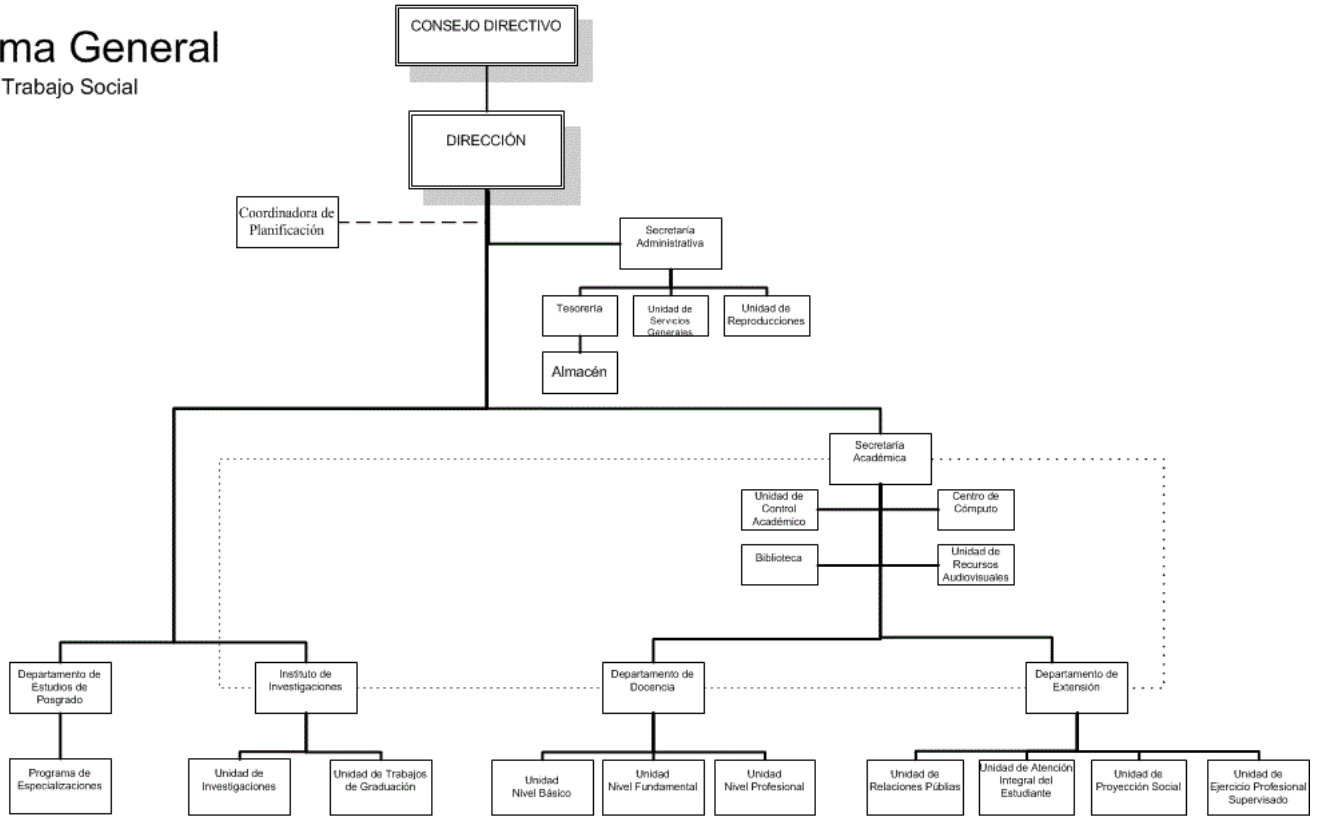 CONSEJO DIRECTIVO
ma General
Trabajo Social
DIRECCIÓN
Coordinadora de
Planificación
Secretaría
Administrativa
Tesorería
Unidad de
Servicios
Generales
Unidad de
Reproducciones
Almacén
Secretaría
Académica
Unidad de
Control
Académico
Centro de
Cómputo
Biblioteca
Unidad de
Recursos
Audiovisuales
Departamento de
Estudios de
Posgrado
Instituto de
Investigaciones
Departamento de
Docencia
Departamento de
Extensión
Programa de
Especializaciones
Unidad de
Investigaciones
Unidad de Trabajos
de Graduación
Unidad
Nivel Básico
Unidad
Nivel Fundamental
Unidad
Nivel Profesional
Unidad de
Relaciones Públias
Unidad de Atención
Integral del
Estudiante
Unidad de
Proyección Social
Unidad de
Ejercicio Profesional
Supervisado